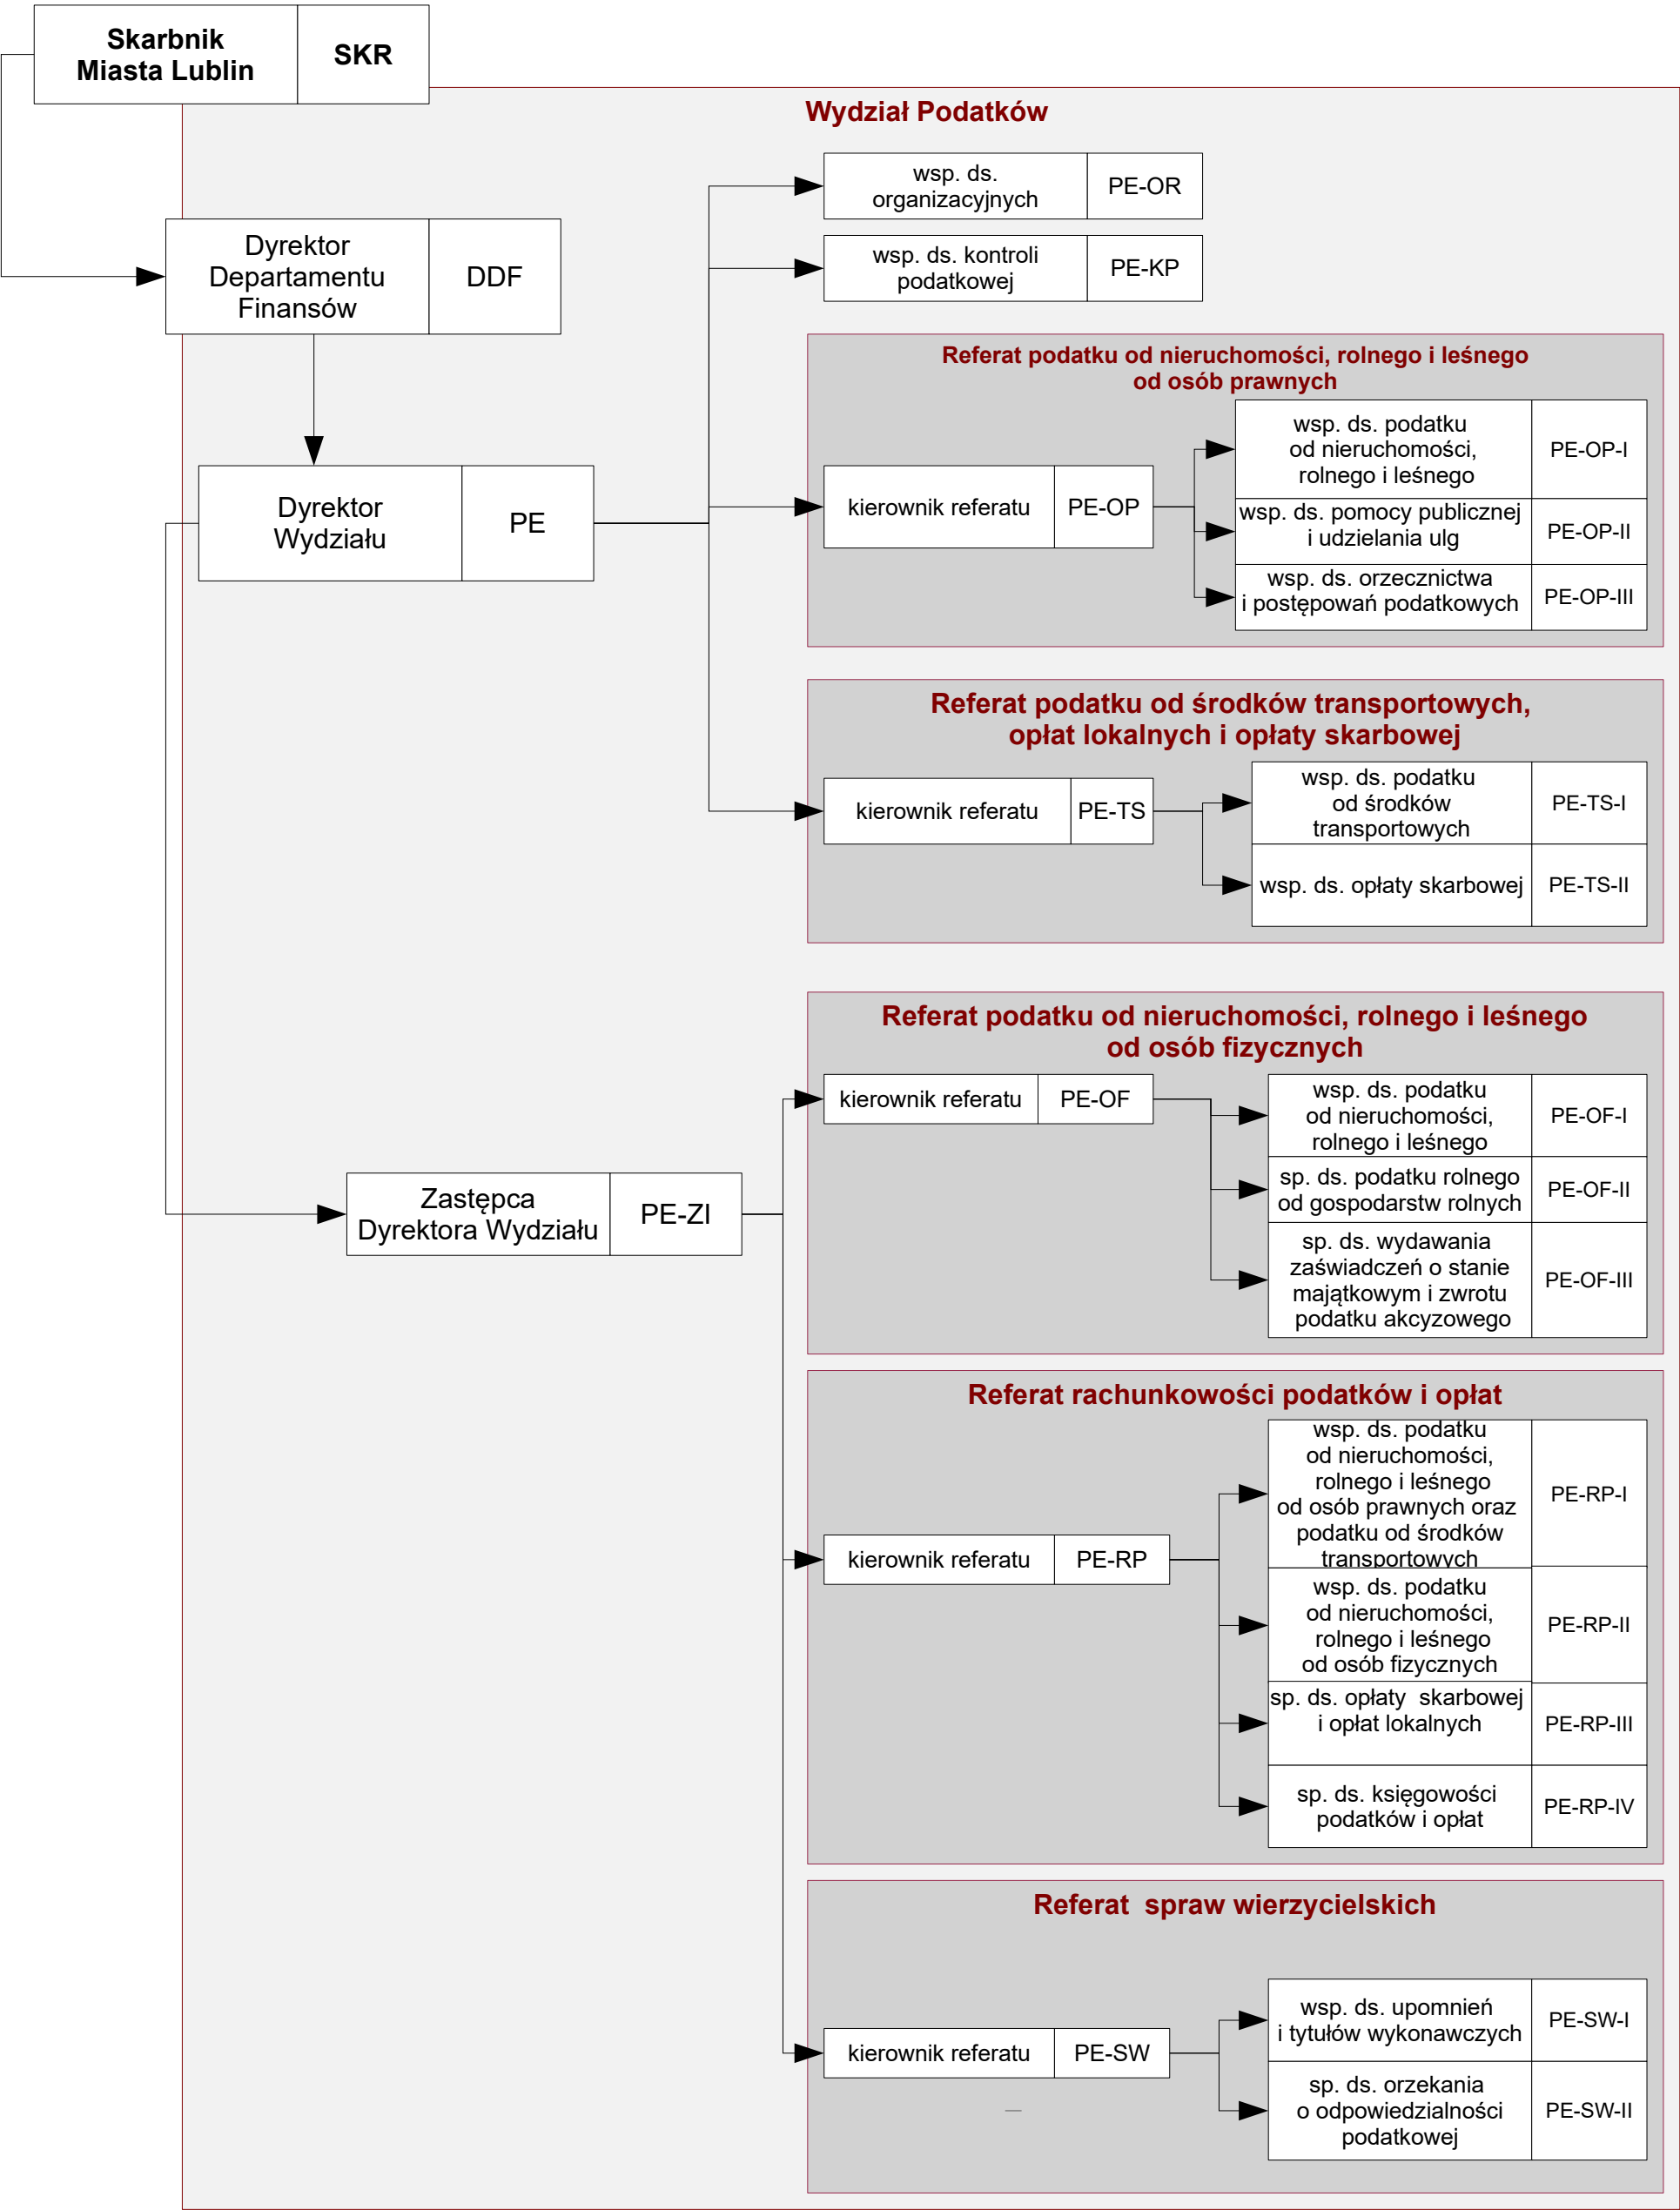 Skarbnik
Miasta Lublin
SKR
Wydział Podatków
wsp. ds.
organizacyjnych
PE-OR
wsp. ds. kontroli
podatkowej
PE-KP
Dyrektor
Departamentu
Finansów
DDF
Dyrektor
Wydziału
PE
Referat podatku od nieruchomości, rolnego i leśnego
od osób prawnych
kierownik referatu
PE-OP
wsp. ds. podatku
od nieruchomości,
rolnego i leśnego
PE-OP-I
wsp. ds. pomocy publicznej
i udzielania ulg
PE-OP-II
wsp. ds. orzecznictwa
i postępowań podatkowych
PE-OP-III
Referat podatku od środków transportowych,
opłat lokalnych i opłaty skarbowej
kierownik referatu
PE-TS
wsp. ds. podatku
od środków
transportowych
PE-TS-I
wsp. ds. opłaty skarbowej
PE-TS-II
Zastępca
Dyrektora Wydziału
PE-ZI
Referat podatku od nieruchomości, rolnego i leśnego
od osób fizycznych
kierownik referatu
PE-OF
wsp. ds. podatku
od nieruchomości,
rolnego i leśnego
PE-OF-I
sp. ds. podatku rolnego
od gospodarstw rolnych
PE-OF-II
sp. ds. wydawania
zaświadczeń o stanie
majątkowym i zwrotu
podatku akcyzowego
PE-OF-III
Referat rachunkowości podatków i opłat
kierownik referatu
PE-RP
wsp. ds. podatku
od nieruchomości,
rolnego i leśnego
od osób prawnych oraz
podatku od środków
transportowych
PE-RP-I
wsp. ds. podatku
od nieruchomości,
rolnego i leśnego
od osób fizycznych
PE-RP-II
sp. ds. opłaty  skarbowej
i opłat lokalnych
PE-RP-III
sp. ds. księgowości
podatków i opłat
PE-RP-IV
Referat  spraw wierzycielskich
kierownik referatu
PE-SW
wsp. ds. upomnień
i tytułów wykonawczych
PE-SW-I
sp. ds. orzekania
o odpowiedzialności
podatkowej
PE-SW-II